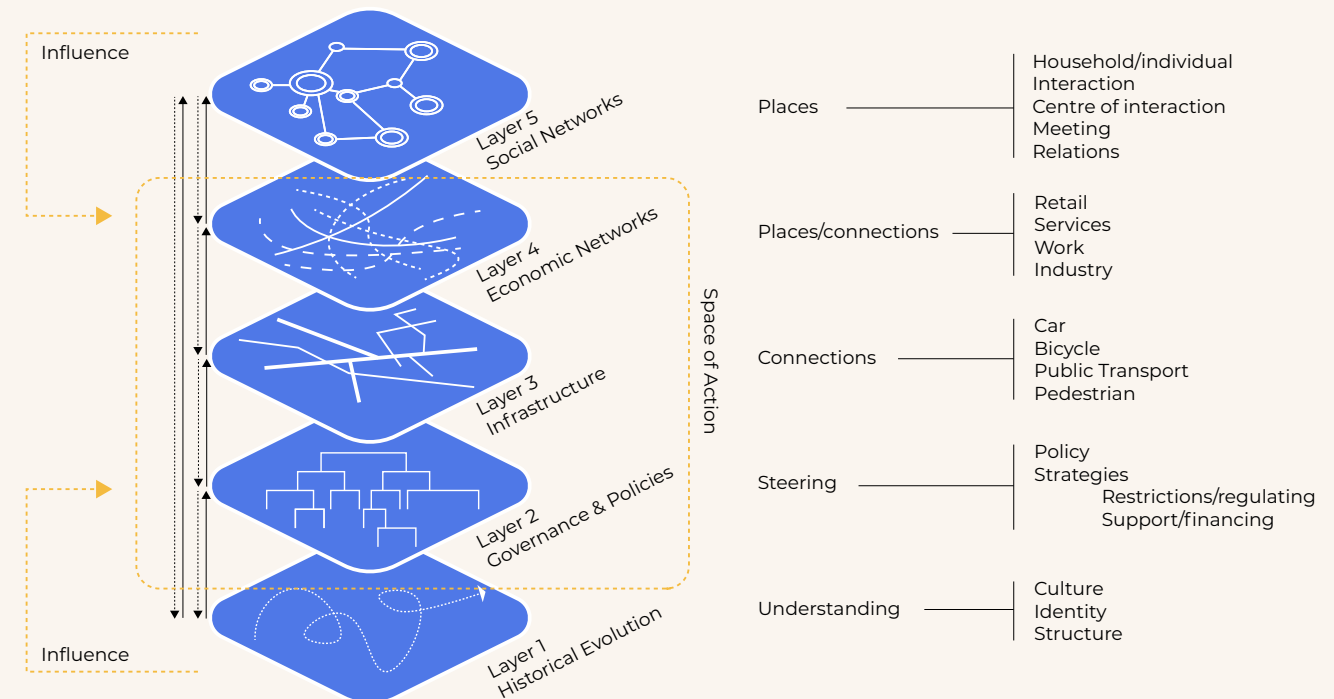 Influence
Layer 5
Social Networks
Layer 4
Economic Networks
Layer 3
Infrastructure
Layer 2
Governance & Policies
Layer 1
Historical Evolution
Influence
Space of Action
Places
Household/individual
Interaction
Centre of interaction
Meeting
Relations
Places/connections
Retail
Services
Work
Industry
Connections
Car
Bicycle
Public Transport
Pedestrian
Steering
Policy
Strategies
Restrictions/regulating
Support/financing
Understanding
Culture
Identity
Structure